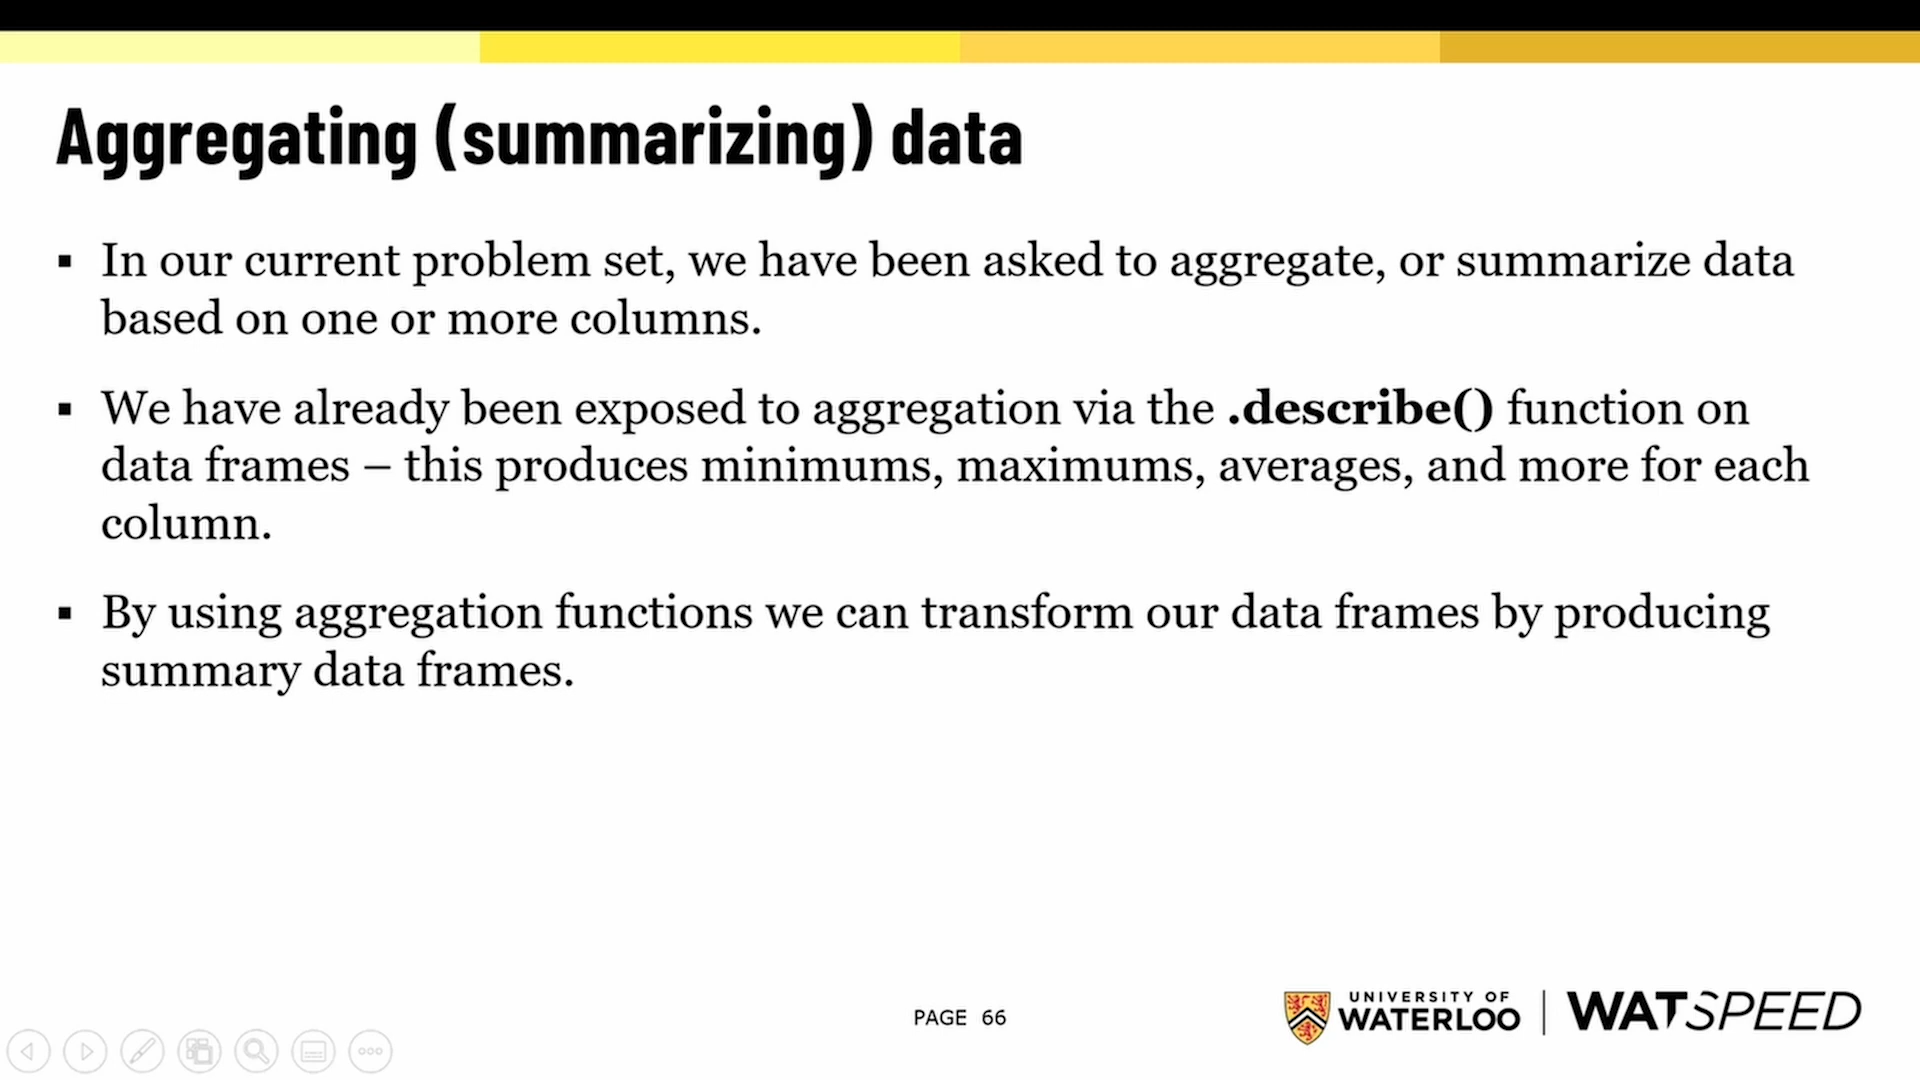 Aggregating (summarizing) data
▪ In our current problem set, we have been asked to aggregate, or summarize data
based on one or more columns.
▪ We have already been exposed to aggregation via the .describe() function on
data frames – this produces minimums, maximums, averages, and more for each
column.
▪ By using aggregation functions we can transform our data frames by producing
summary data frames.
PAGE 66
UNIVERSITY OF
WATERLOO
WATSPEED